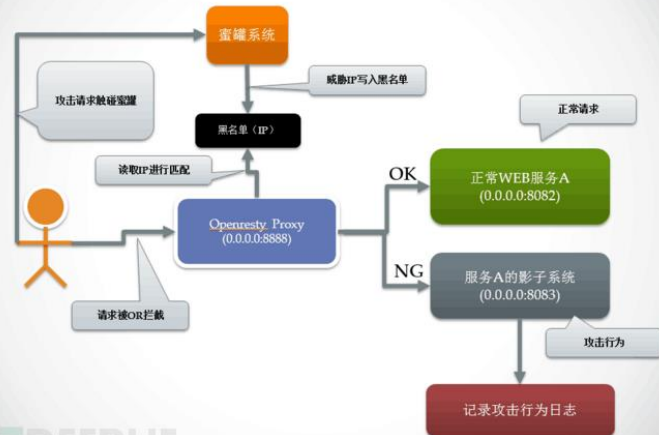 蜜罐系统
攻击请求触碰蜜罐
威胁IP写入黑名单
正常请求
黑名单（IP）
读取IP进行匹配
OK
正常WEB服务A
(0.0.0.0:8082)
Openresty Proxy
(0.0.0.0:8888)
NG
服务A的影子系统
(0.0.0.0:8083)
请求被OR拦截
攻击行为
记录攻击行为日志